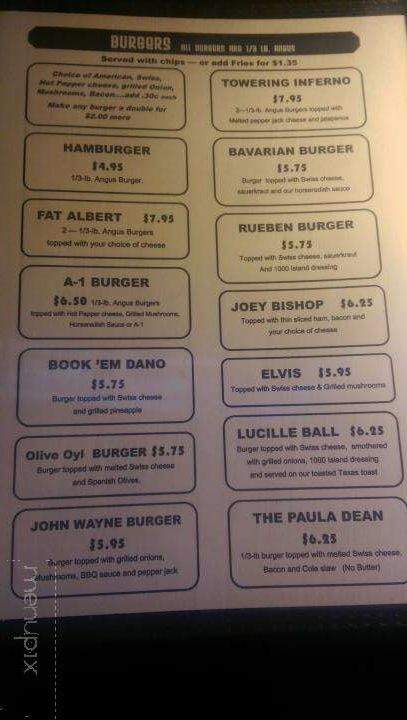 BURGERS ALL BURGERS ARE 1/3 LB. ANGUS
Served with chips — or add Fries for $1.35
Choice of American, Swiss,
Hot Pepper cheese, grilled Onion,
Mushrooms, Bacon....add .30c each
Make any burger a double for
$2.00 more
HAMBURGER
$4.95
1/3-lb. Angus Burger.
FAT ALBERT $7.95
2 — 1/3-lb. Angus Burgers
topped with your choice of cheese
A-1 BURGER
$6.50 1/3-lb. Angus Burgers
topped with Hot Pepper cheese, Grilled Mushrooms,
Horseradish Sauce or A-1
BOOK 'EM DANO
$5.75
Burger topped with Swiss cheese
and grilled pineapple
Olive Oyl BURGER $5.75
Burger topped with melted Swiss cheese
and Spanish Olives.
JOHN WAYNE BURGER
$5.95
Burger topped with grilled onions,
Mushrooms, BBQ sauce and pepper jack
TOWERING INFERNO
$7.95
2—1/3-lb. Angus Burgers topped with
Melted pepper jack cheese and jalapenos
BAVARIAN BURGER
$5.75
Burger topped with Swiss cheese,
sauerkraut and our horseradish sauce
RUEBEN BURGER
$5.75
Topped with Swiss cheese, sauerkraut
And 1000 Island dressing
JOEY BISHOP $6.25
Topped with thin sliced ham, bacon and
your choice of cheese
ELVIS $5.95
Topped with Swiss cheese & Grilled mushrooms
LUCILLE BALL $6.25
Burger topped with Swiss cheese, smothered
with grilled onions, 1000 Island dressing
and served on our toasted Texas toast
THE PAULA DEAN
$6.25
1/3-lb burger topped with melted Swiss cheese,
Bacon and Cole slaw (No Butter)
menupix